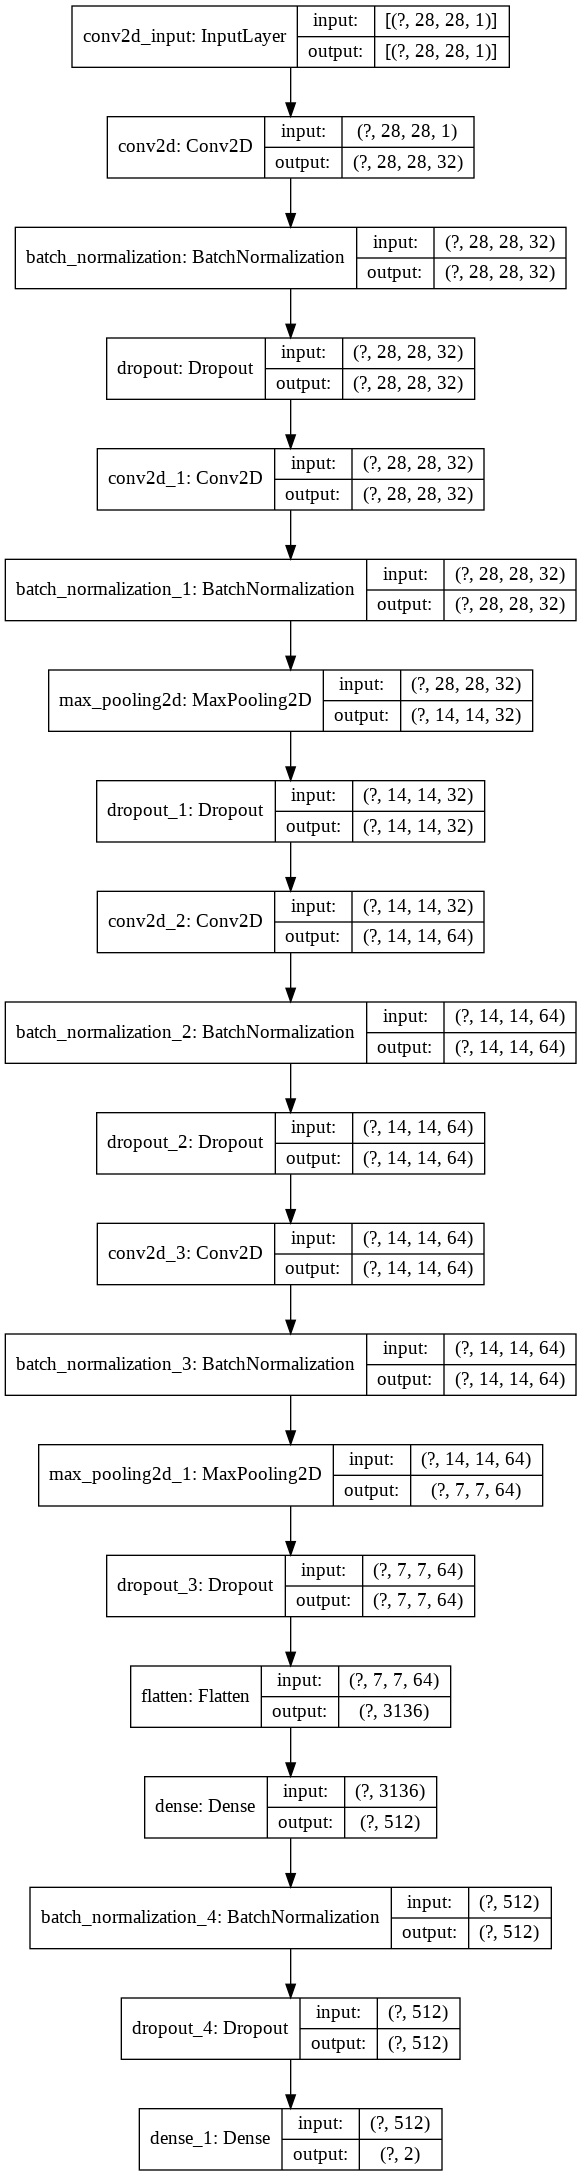 conv2d_input: InputLayer
input: [(?, 28, 28, 1)]
output: [(?, 28, 28, 1)]
conv2d: Conv2D
input: (?, 28, 28, 1)
output: (?, 28, 28, 32)
batch_normalization: BatchNormalization
input: (?, 28, 28, 32)
output: (?, 28, 28, 32)
dropout: Dropout
input: (?, 28, 28, 32)
output: (?, 28, 28, 32)
conv2d_1: Conv2D
input: (?, 28, 28, 32)
output: (?, 28, 28, 32)
batch_normalization_1: BatchNormalization
input: (?, 28, 28, 32)
output: (?, 28, 28, 32)
max_pooling2d: MaxPooling2D
input: (?, 28, 28, 32)
output: (?, 14, 14, 32)
dropout_1: Dropout
input: (?, 14, 14, 32)
output: (?, 14, 14, 32)
conv2d_2: Conv2D
input: (?, 14, 14, 32)
output: (?, 14, 14, 64)
batch_normalization_2: BatchNormalization
input: (?, 14, 14, 64)
output: (?, 14, 14, 64)
dropout_2: Dropout
input: (?, 14, 14, 64)
output: (?, 14, 14, 64)
conv2d_3: Conv2D
input: (?, 14, 14, 64)
output: (?, 14, 14, 64)
batch_normalization_3: BatchNormalization
input: (?, 14, 14, 64)
output: (?, 14, 14, 64)
max_pooling2d_1: MaxPooling2D
input: (?, 14, 14, 64)
output: (?, 7, 7, 64)
dropout_3: Dropout
input: (?, 7, 7, 64)
output: (?, 7, 7, 64)
flatten: Flatten
input: (?, 7, 7, 64)
output: (?, 3136)
dense: Dense
input: (?, 3136)
output: (?, 512)
batch_normalization_4: BatchNormalization
input: (?, 512)
output: (?, 512)
dropout_4: Dropout
input: (?, 512)
output: (?, 512)
dense_1: Dense
input: (?, 512)
output: (?, 2)